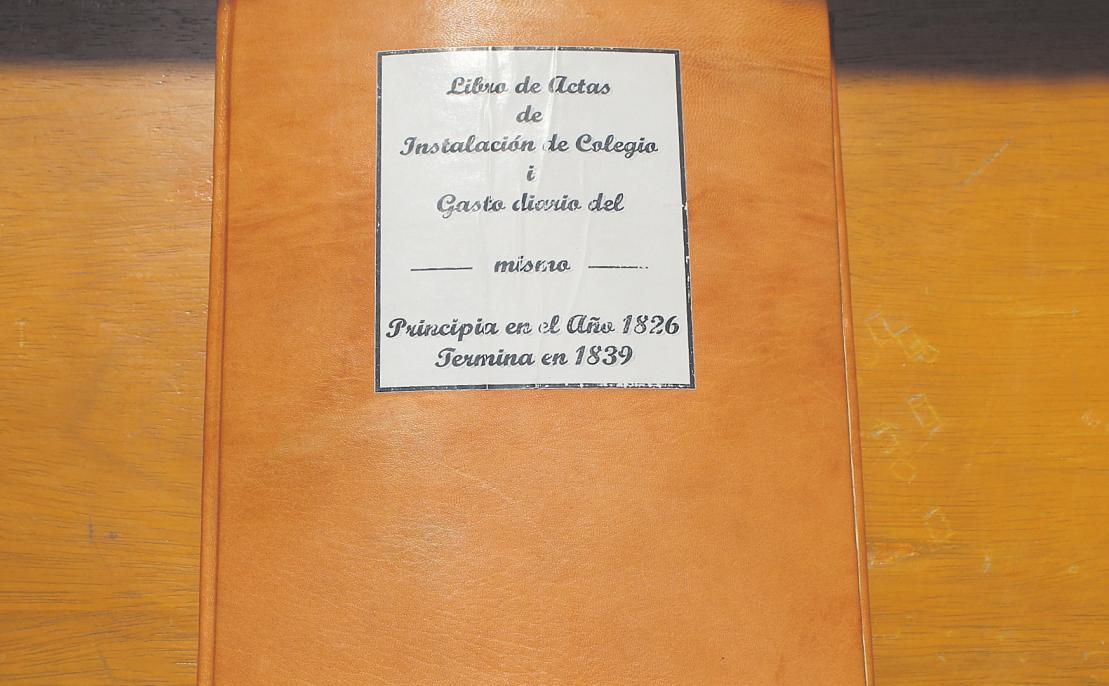 Libro de Actas
de
Instalación de Colegio
i
Gasto diario del
mismo
Principia en el Año 1826
Termina en 1839